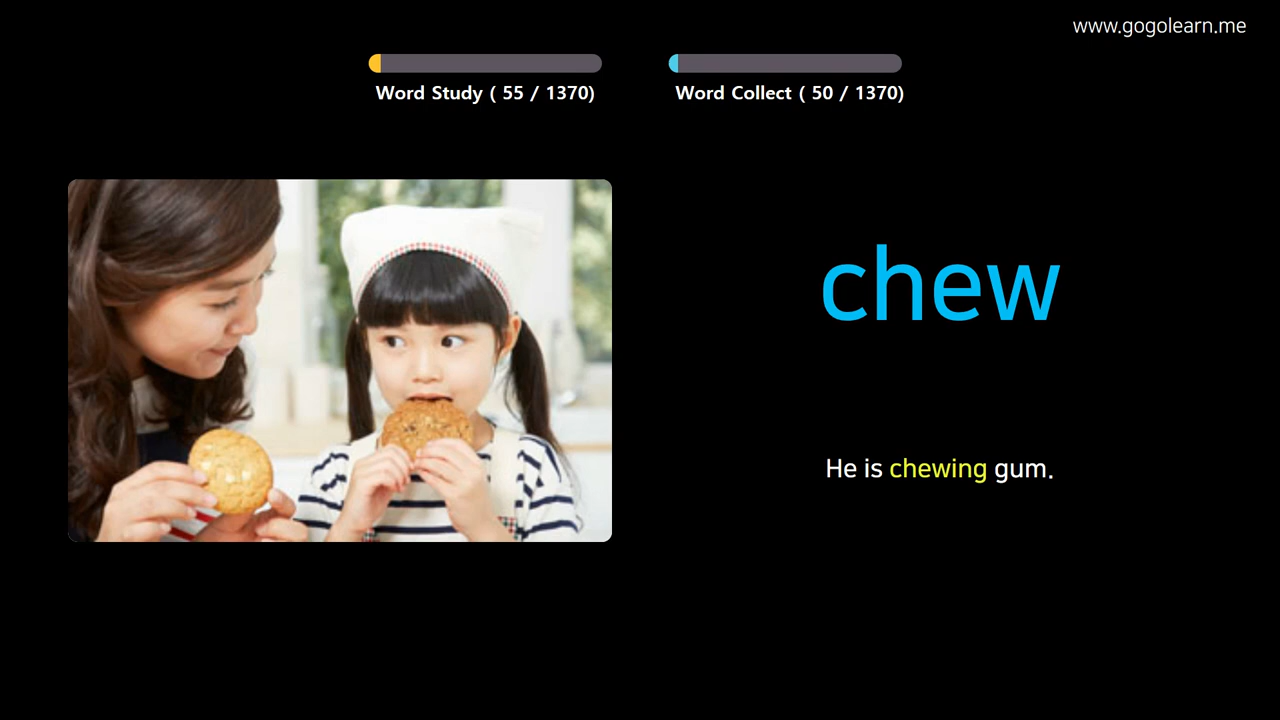 www.gogolearn.me
Word Study ( 55 / 1370)
Word Collect ( 50 / 1370)
chew
He is chewing gum.